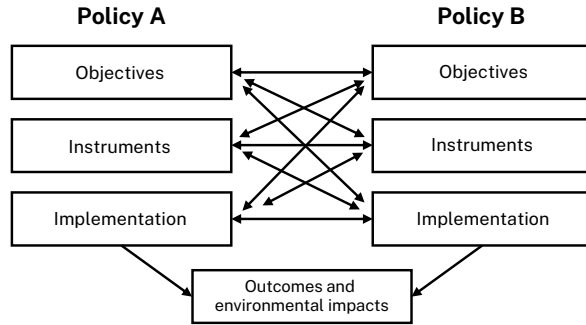 Policy A
Policy B
Objectives
Objectives
Instruments
Instruments
Implementation
Implementation
Outcomes and
environmental impacts